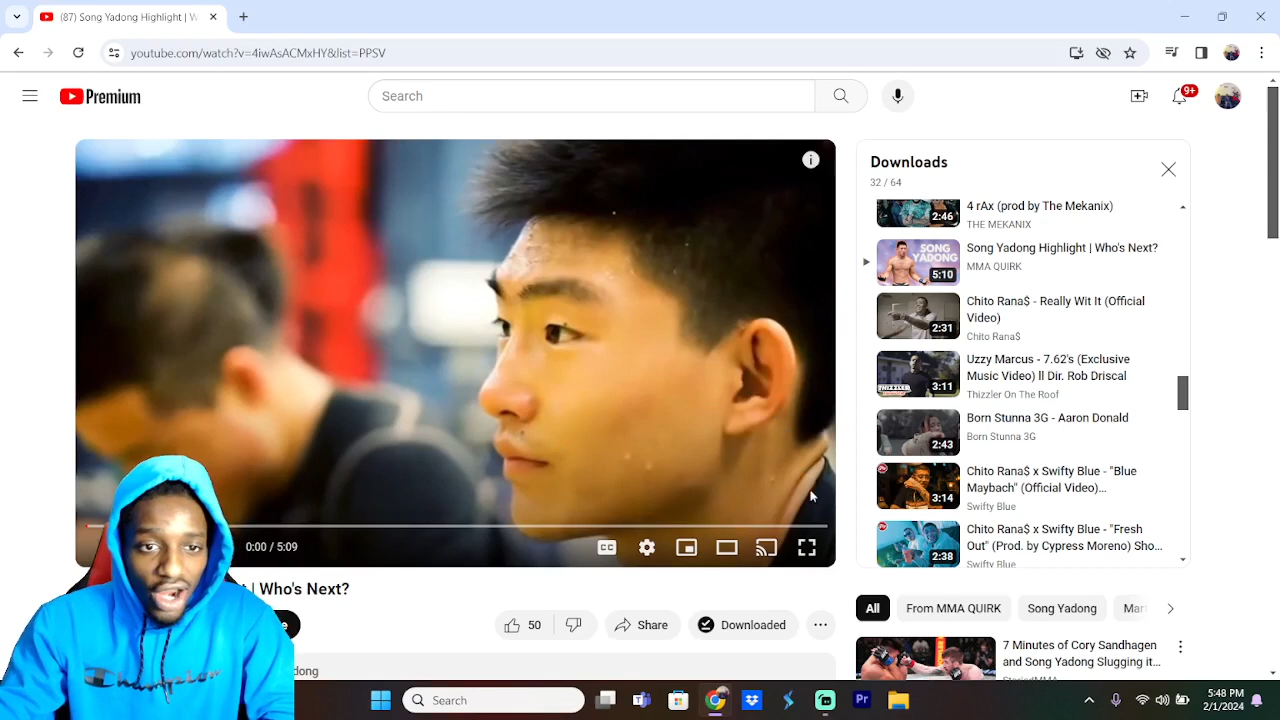 (87) Song Yadong Highlight | W
youtube.com/watch?v=4iwAsACMxHY&list=PPSV
Premium
Search
9+
Downloads
32 / 64
4 rAx (prod by The Mekanix)
2:46
THE MEKANIX
Song Yadong Highlight | Who's Next?
SONG
YADONG
MMA QUIRK
5:10
Chito Rana$ - Really Wit It (Official
Video)
2:31
Chito Rana$
Uzzy Marcus - 7.62's (Exclusive
Music Video) ll Dir. Rob Driscal
THIZZLER
3:11
Thizzler On The Roof
Born Stunna 3G - Aaron Donald
Born Stunna 3G
2:43
Chito Rana$ x Swifty Blue - "Blue
Maybach" (Official Video)...
3:14
Swifty Blue
Chito Rana$ x Swifty Blue - "Fresh
Out" (Prod. by Cypress Moreno) Sho...
2:38
Swifty Blue
0:00 / 5:09
CC
t | Who's Next?
50
Share
Downloaded
All
From MMA QUIRK
Song Yadong
Mar
7 Minutes of Cory Sandhagen
and Song Yadong Slugging it...
StoriedMMA
dong
Champion
Search
Pr
5:48 PM
2/1/2024